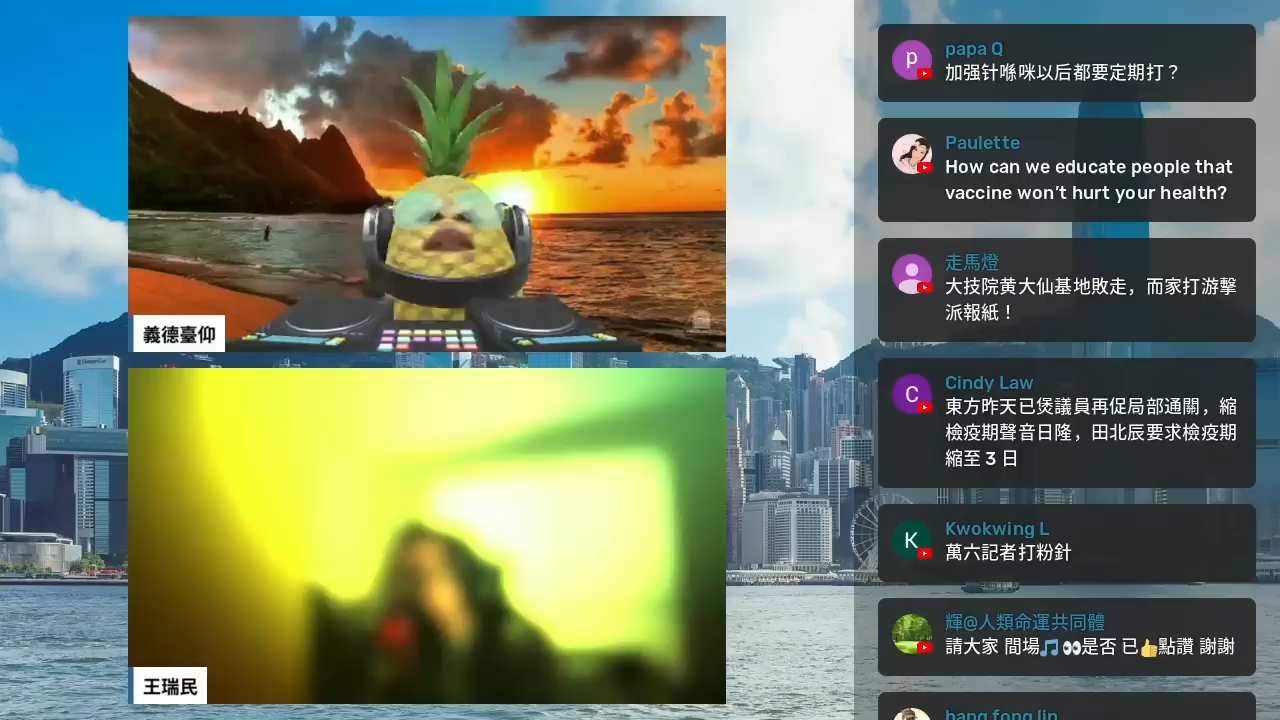 義德臺仰
王瑞民
papa Q
加强针喺咪以后都要定期打？
Paulette
How can we educate people that
vaccine won’t hurt your health?
走馬燈
大技院黄大仙基地敗走，而家打游擊
派報紙！
Cindy Law
東方昨天已煲議員再促局部通關，縮
檢疫期聲音日隆，田北辰要求檢疫期
縮至 3 日
Kwokwing L
萬六記者打粉針
輝@人類命運共同體
請大家 間場🎵👀是否 已👍點讚 謝謝
bang fong lin